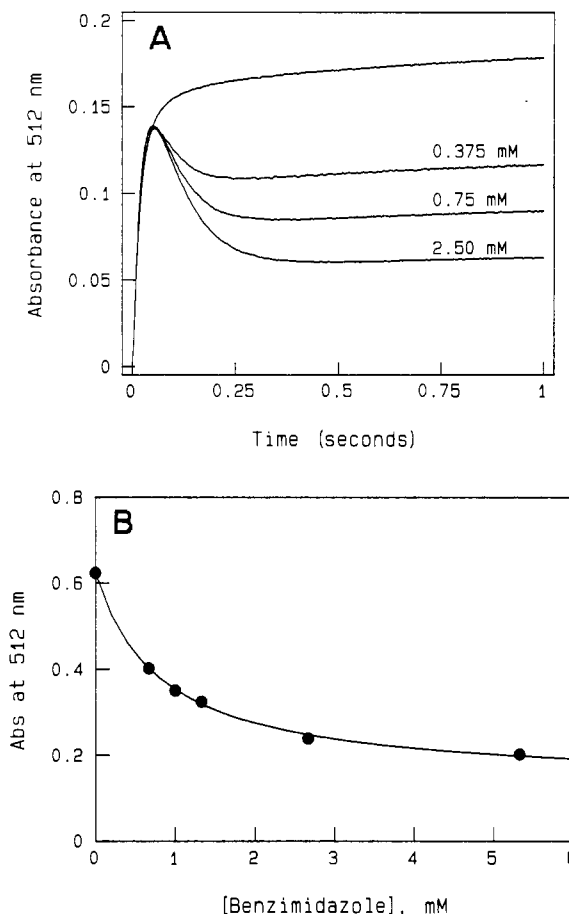 A
0.2
0.15
0.1
0.05
0
Absorbance at 512 nm
0.375 mM
0.75 mM
2.50 mM
0
0.25
0.5
0.75
1
Time (seconds)
B
0.8
0.6
0.4
0.2
0
Abs at 512 nm
0
1
2
3
4
5
6
[Benzimidazole], mM